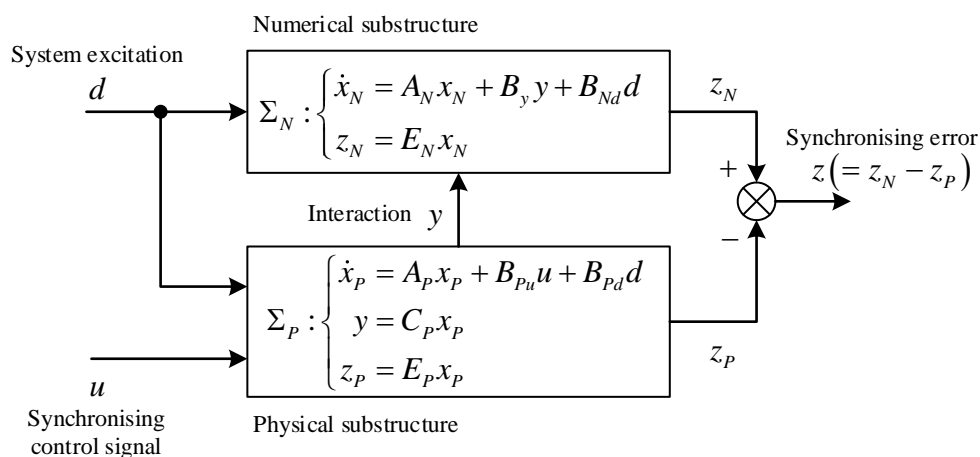 Numerical substructure
System excitation
d
Σ_N : { ẋ_N = A_N x_N + B_y y + B_Nd d
z_N = E_N x_N
z_N
Synchronising error
z(= z_N − z_P)
+
−
Interaction y
Σ_P : { ẋ_P = A_P x_P + B_Pu u + B_Pd d
y = C_P x_P
z_P = E_P x_P
z_P
u
Synchronising
control signal
Physical substructure